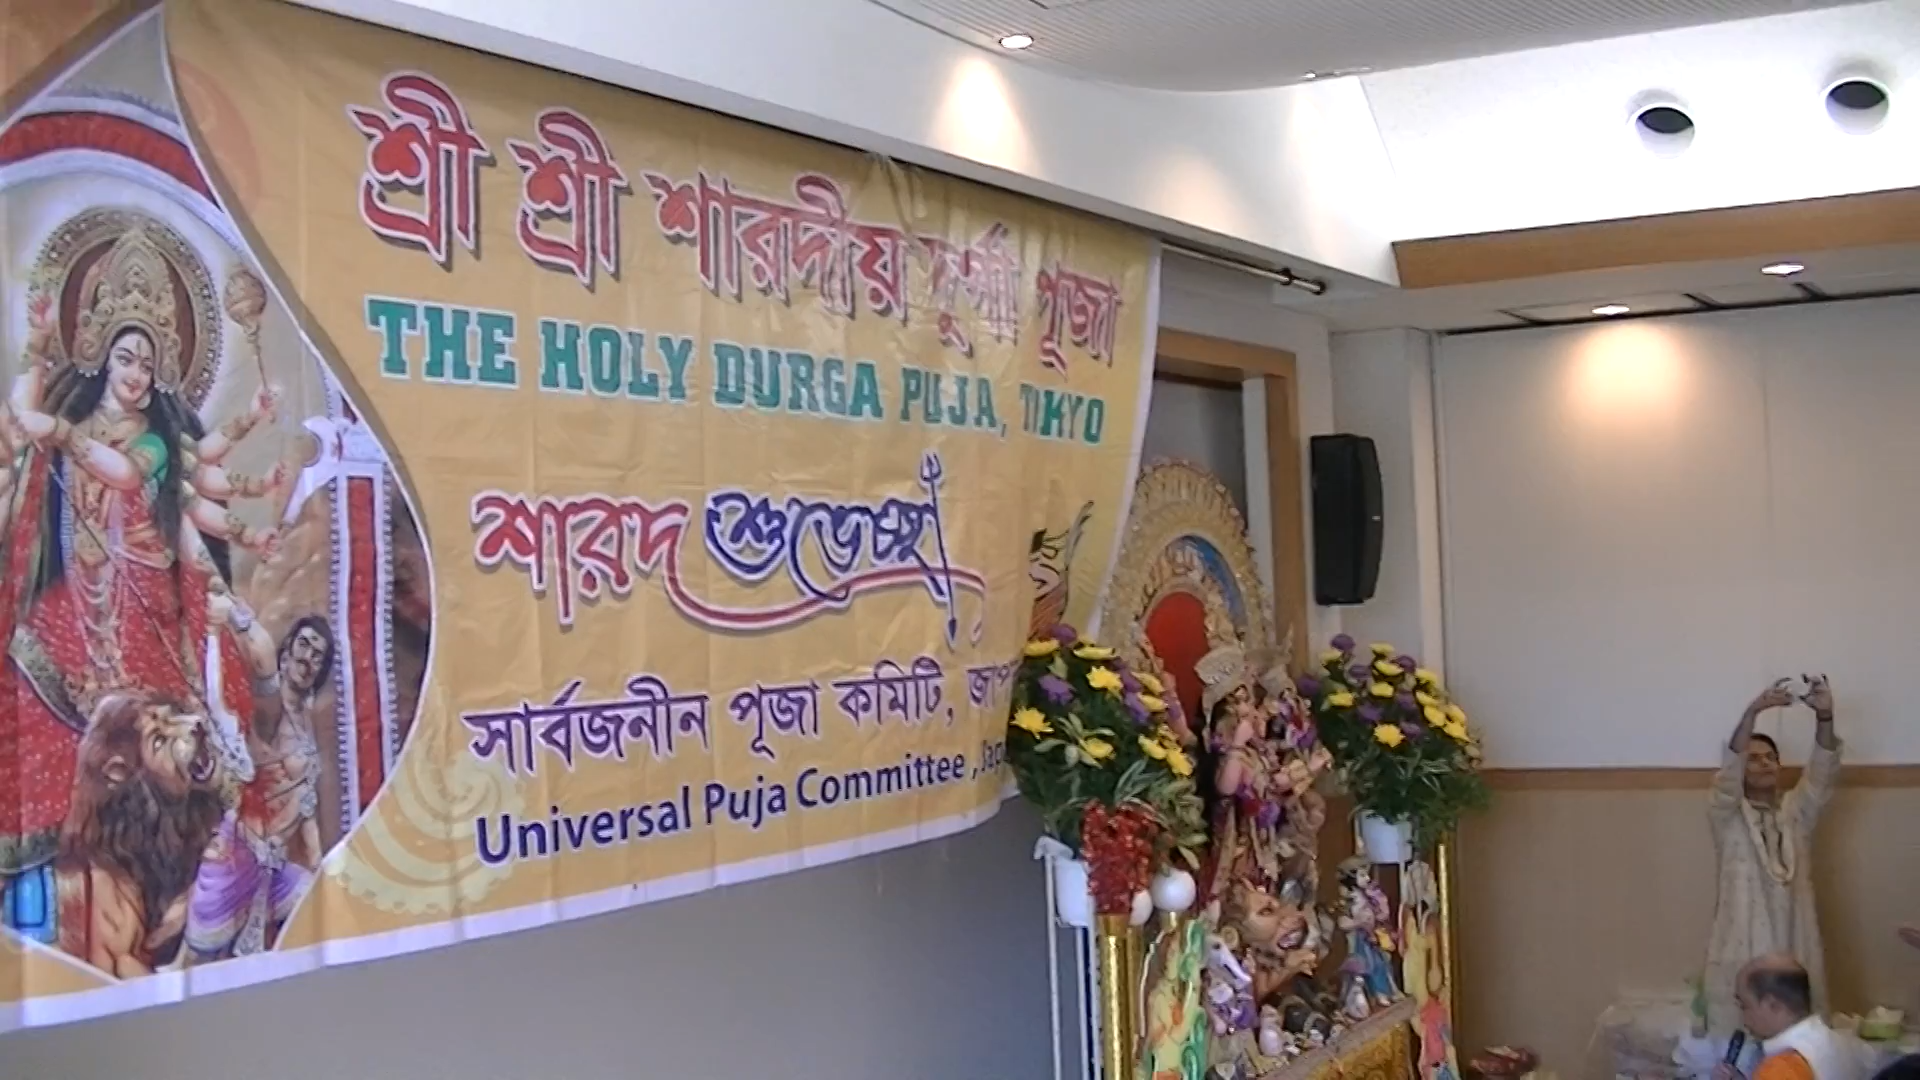 শ্রী শ্রী শারদীয় দুর্গা পূজা
THE HOLY DURGA PUJA,
শারদ শুভেচ্ছা
সার্বজনীন পূজা কমিটি,
Universal Puja Committee ,